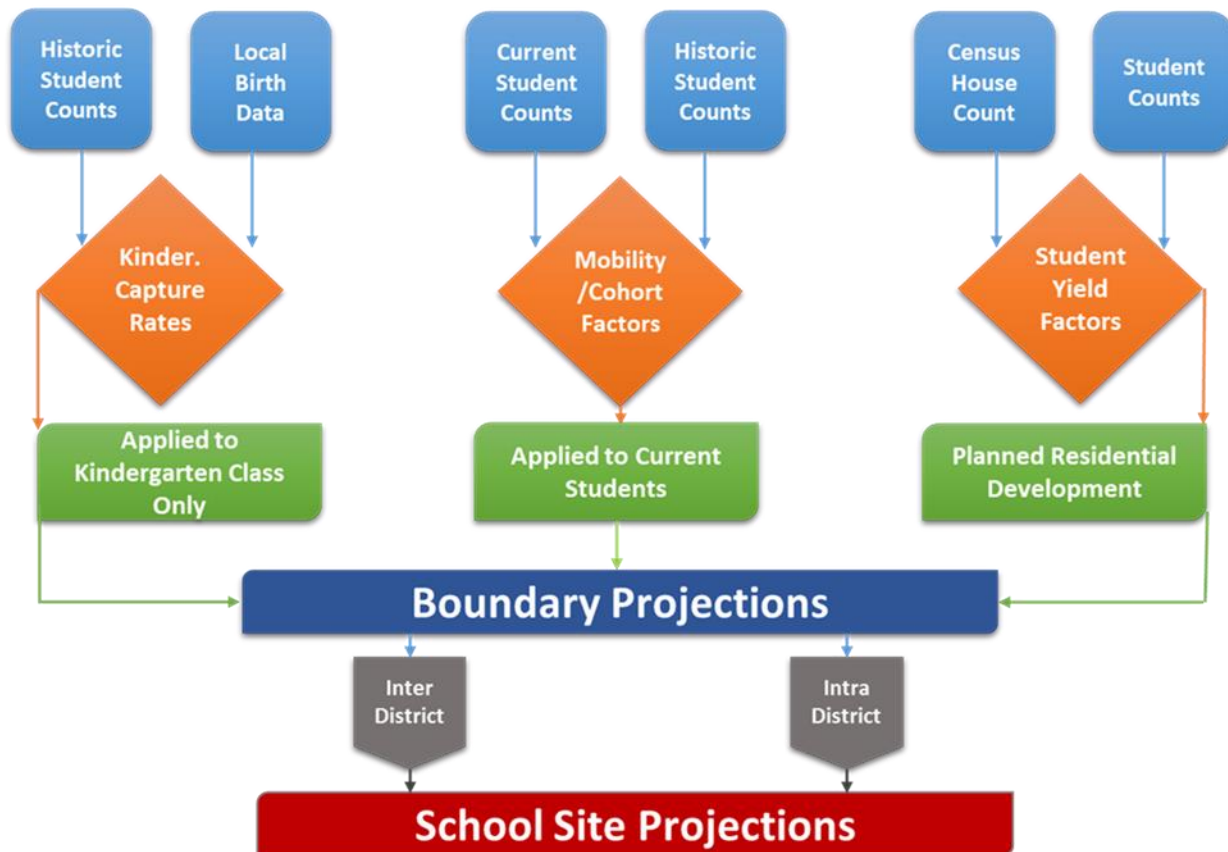 Historic
Student
Counts
Local
Birth
Data
Current
Student
Counts
Historic
Student
Counts
Census
House
Count
Student
Counts
Kinder.
Capture
Rates
Mobility
/Cohort
Factors
Student
Yield
Factors
Applied to
Kindergarten Class
Only
Applied to Current
Students
Planned Residential
Development
Boundary Projections
Inter
District
Intra
District
School Site Projections